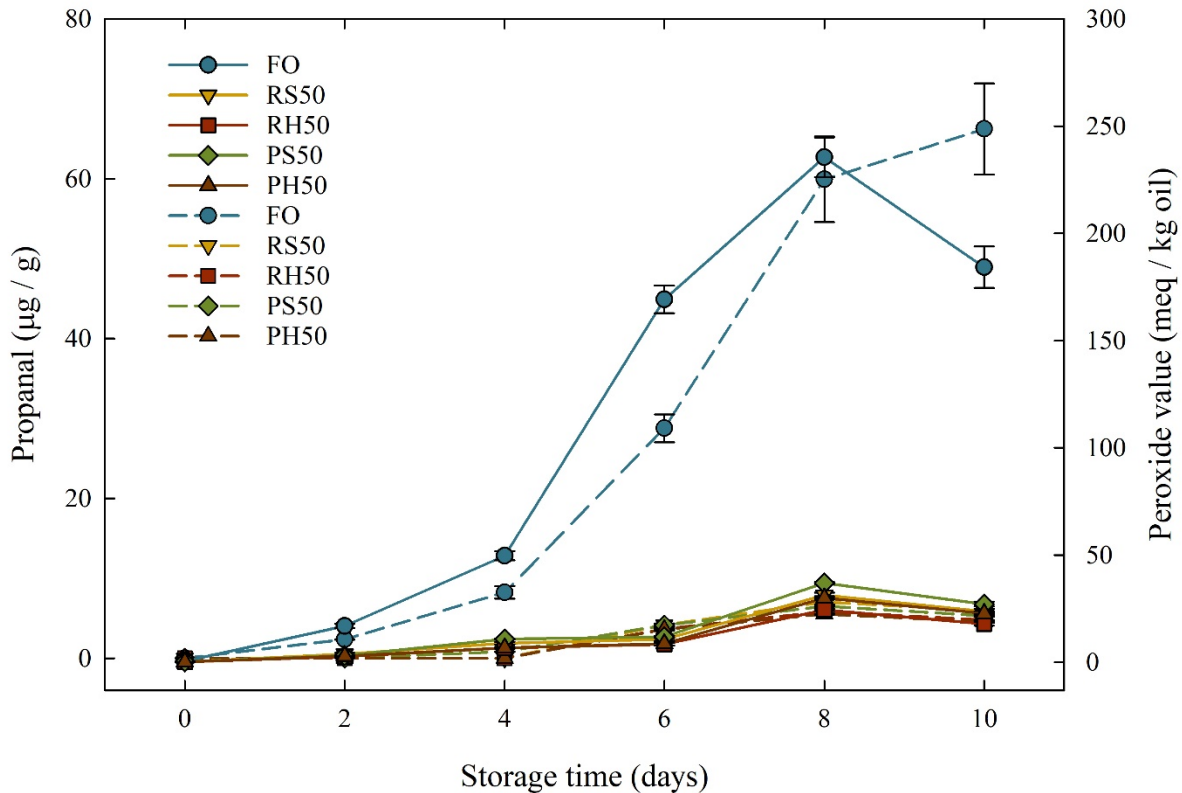 Propanal (µg / g)
80
60
40
20
0
FO
RS50
RH50
PS50
PH50
FO
RS50
RH50
PS50
PH50
300
250
200
150
100
50
0
Peroxide value (meq / kg oil)
0 2 4 6 8 10
Storage time (days)